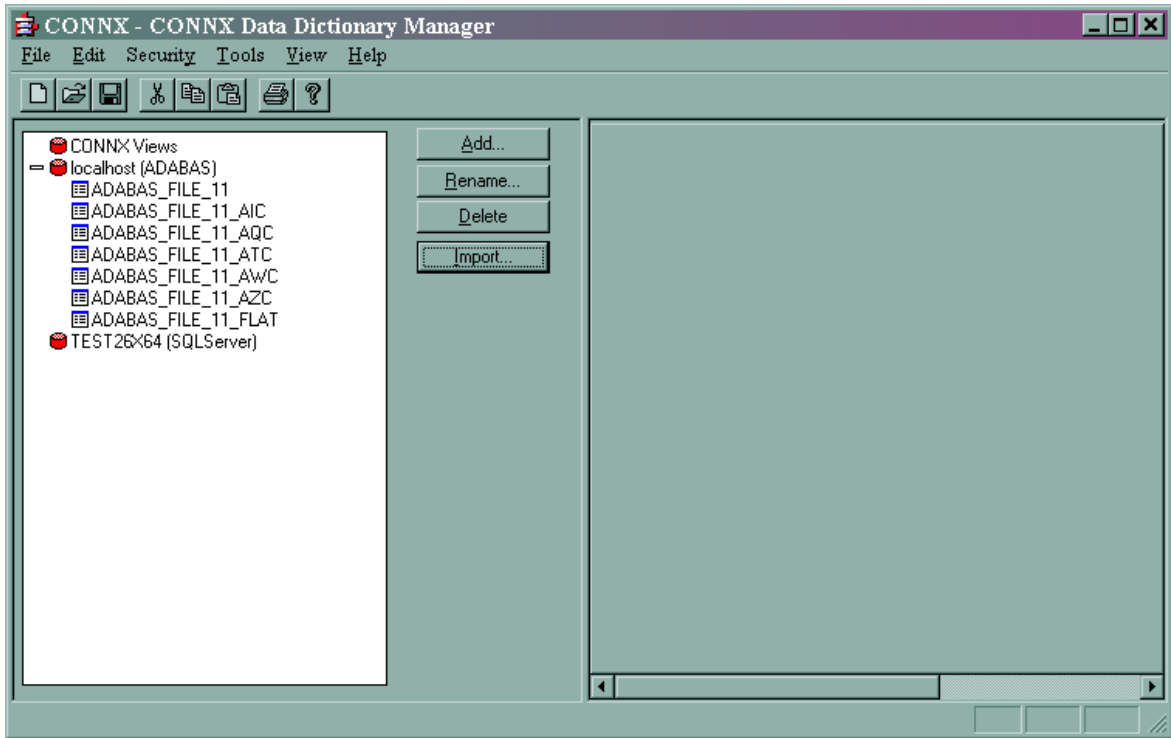 CONNX - CONNX Data Dictionary Manager
File Edit Security Tools View Help
CONNX Views
localhost (ADABAS)
ADABAS_FILE_11
ADABAS_FILE_11_AIC
ADABAS_FILE_11_AQC
ADABAS_FILE_11_ATC
ADABAS_FILE_11_AWC
ADABAS_FILE_11_AZC
ADABAS_FILE_11_FLAT
TEST26X64 (SQLServer)
Add...
Rename...
Delete
Import...